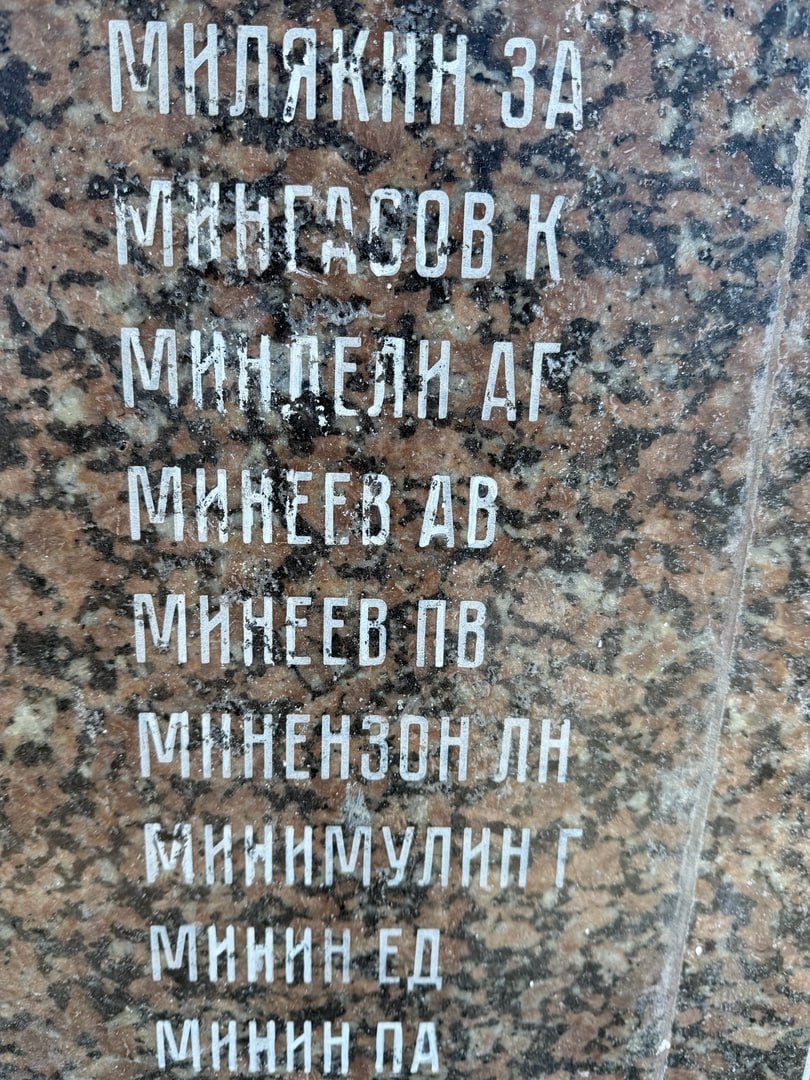 МИЛЯКИН ЗА
МИНГАСОВ К
МИНДЕЛИ АГ
МИНЕЕВ АВ
МИНЕЕВ ПВ
МИНЕНЗОН ЛН
МИНИМУЛИН Г
МИНИН ЕД
МИНИН ПА